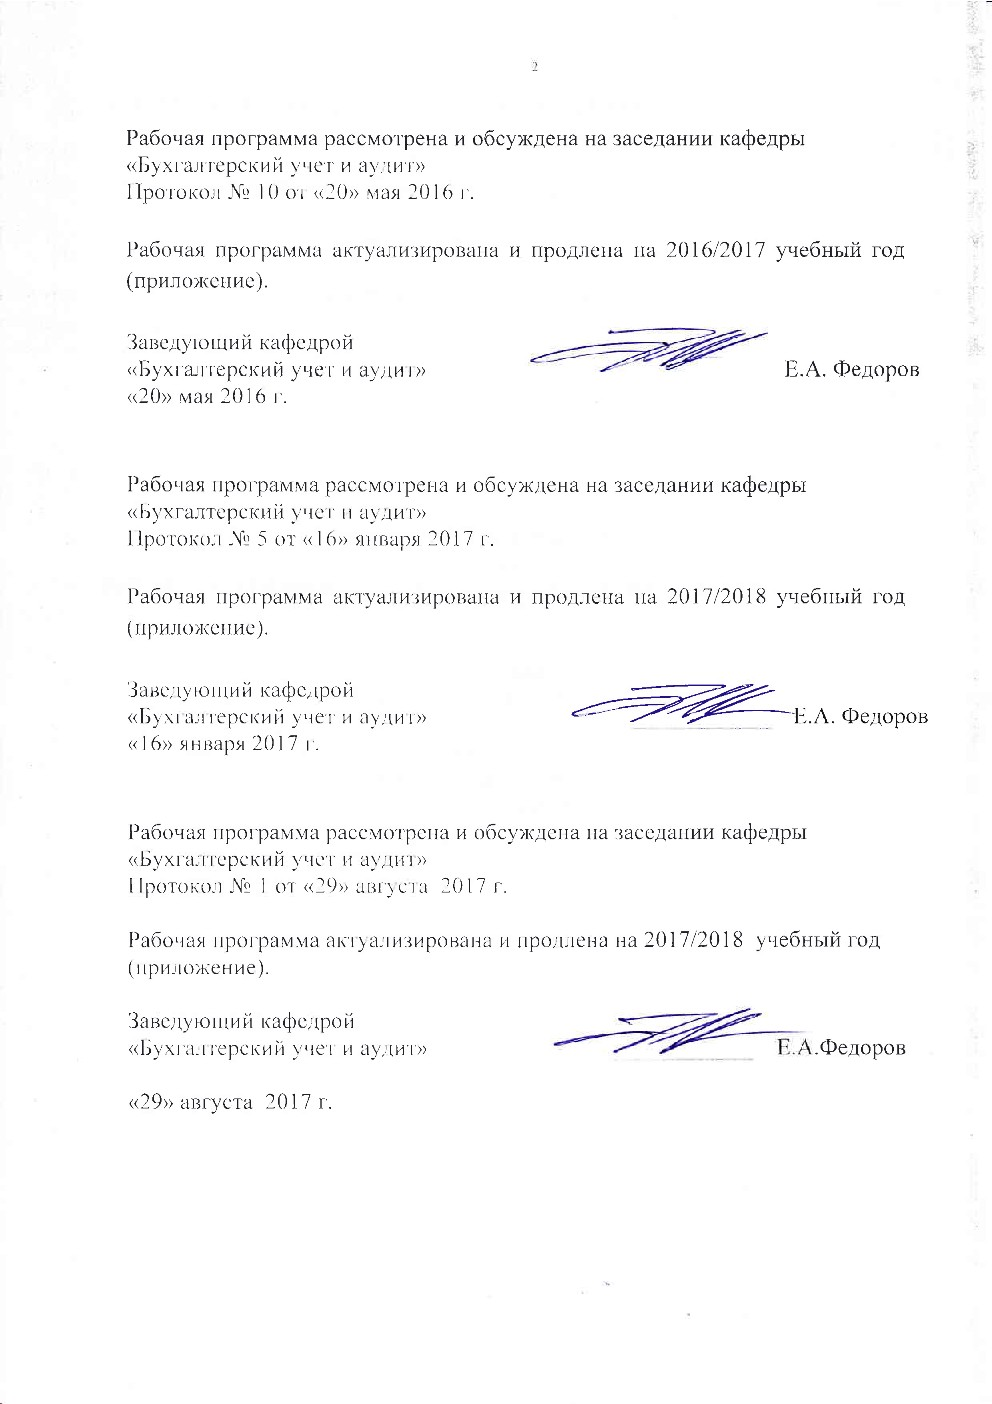 2
Рабочая программа рассмотрена и обсуждена на заседании кафедры
«Бухгалтерский учет и аудит»
Протокол № 10 от «20» мая 2016 г.
Рабочая программа актуализирована и продлена на 2016/2017 учебный год
(приложение).
Заведующий кафедрой
«Бухгалтерский учет и аудит» Е.А. Федоров
«20» мая 2016 г.
Рабочая программа рассмотрена и обсуждена на заседании кафедры
«Бухгалтерский учет и аудит»
Протокол № 5 от «16» января 2017 г.
Рабочая программа актуализирована и продлена на 2017/2018 учебный год
(приложение).
Заведующий кафедрой
«Бухгалтерский учет и аудит» Е.А. Федоров
«16» января 2017 г.
Рабочая программа рассмотрена и обсуждена на заседании кафедры
«Бухгалтерский учет и аудит»
Протокол № 1 от «29» августа 2017 г.
Рабочая программа актуализирована и продлена на 2017/2018 учебный год
(приложение).
Заведующий кафедрой
«Бухгалтерский учет и аудит» Е.А.Федоров
«29» августа 2017 г.